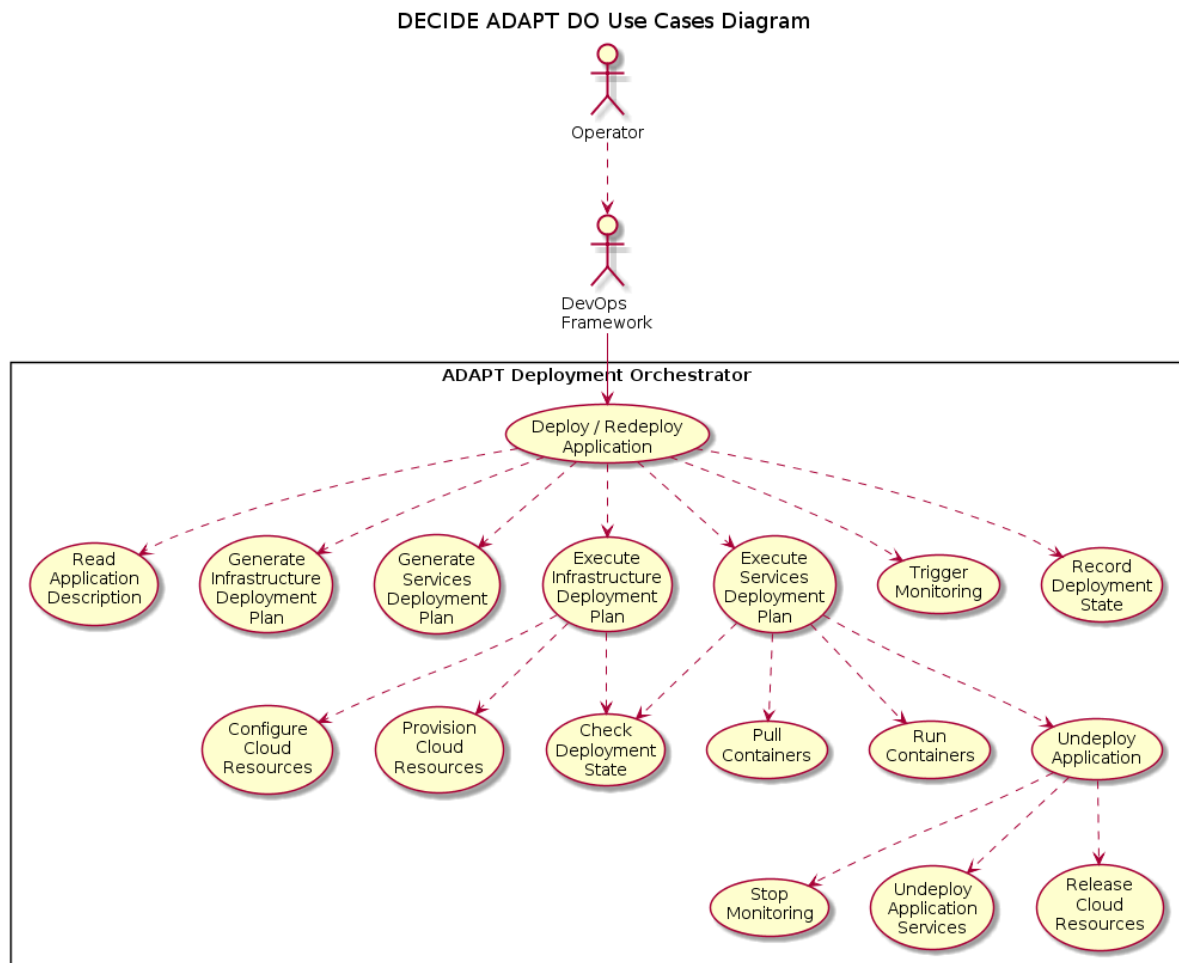 DECIDE ADAPT DO Use Cases Diagram
Operator
DevOps
Framework
ADAPT Deployment Orchestrator
Deploy / Redeploy
Application
Read
Application
Description
Generate
Infrastructure
Deployment
Plan
Generate
Services
Deployment
Plan
Execute
Infrastructure
Deployment
Plan
Execute
Services
Deployment
Plan
Trigger
Monitoring
Record
Deployment
State
Configure
Cloud
Resources
Provision
Cloud
Resources
Check
Deployment
State
Pull
Containers
Run
Containers
Undeploy
Application
Stop
Monitoring
Undeploy
Application
Services
Release
Cloud
Resources